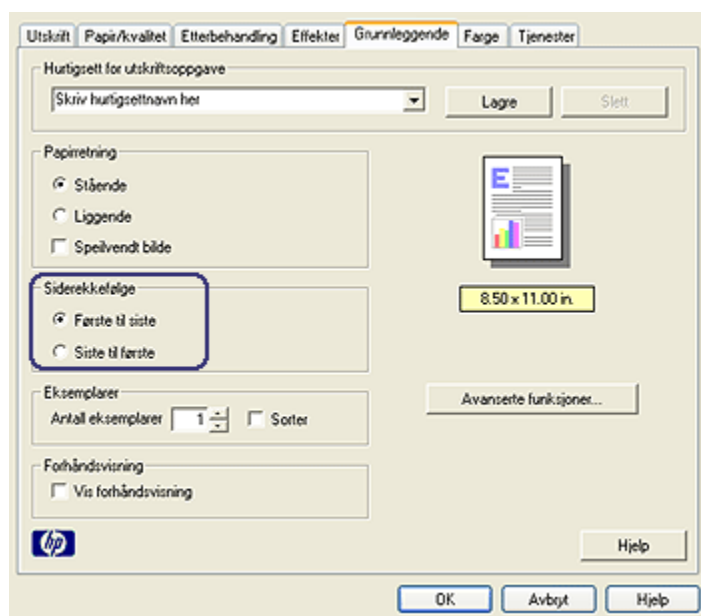 Utskrift Papir/kvalitet Etterbehandling Effekter Grunnleggende Farge Tjenester
Hurtigsett for utskriftsoppgave
Skriv hurtigsettnavn her
Lagre
Slett
Papirretning
Stående
Liggende
Speilvendt bilde
E
8.50 x 11.00 in.
Siderekkefølge
Første til siste
Siste til første
Eksemplarer
Antall eksemplarer 1 Sorter
Avanserte funksjoner...
Forhåndsvisning
Vis forhåndsvisning
hp
Hjelp
OK Avbryt Hjelp